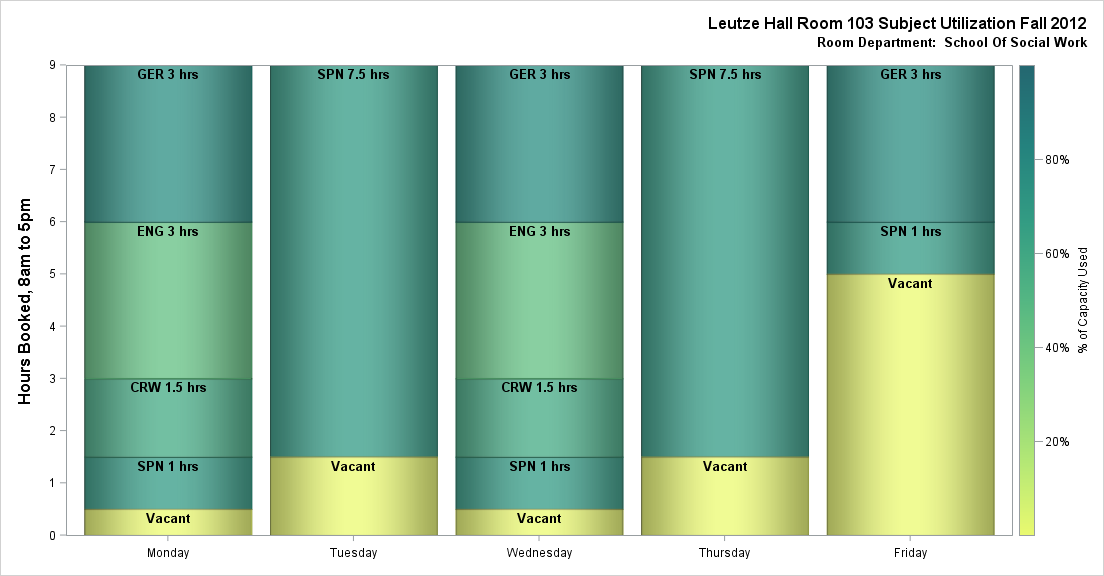 Leutze Hall Room 103 Subject Utilization Fall 2012
Room Department:  School Of Social Work
Hours Booked, 8am to 5pm
9
8
7
6
5
4
3
2
1
0
GER 3 hrs
ENG 3 hrs
CRW 1.5 hrs
SPN 1 hrs
Vacant
Monday
SPN 7.5 hrs
Vacant
Tuesday
GER 3 hrs
ENG 3 hrs
CRW 1.5 hrs
SPN 1 hrs
Vacant
Wednesday
SPN 7.5 hrs
Vacant
Thursday
GER 3 hrs
SPN 1 hrs
Vacant
Friday
80%
60%
40%
20%
% of Capacity Used